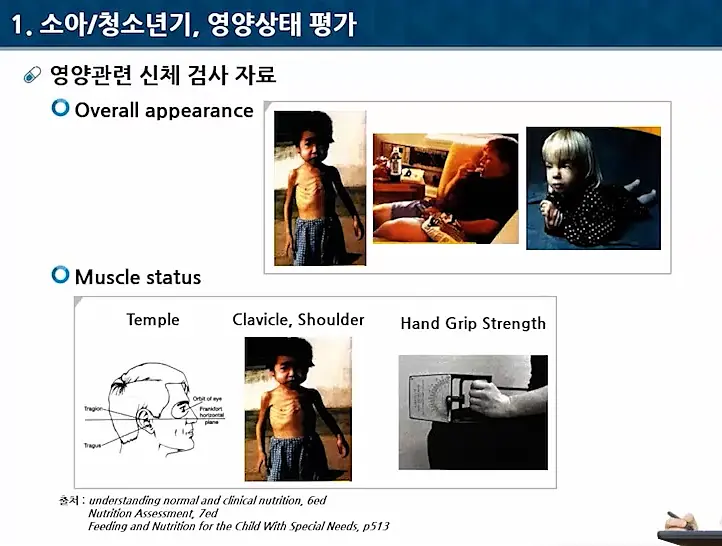 1. 소아/청소년기, 영양상태 평가
영양관련 신체 검사 자료
Overall appearance
Muscle status
Temple
Clavicle, Shoulder
Hand Grip Strength
Orbit of eye
Tragion
Frankfort
horizontal
plane
Tragus
출처 : understanding normal and clinical nutrition, 6ed
Nutrition Assessment, 7ed
Feeding and Nutrition for the Child With Special Needs, p513